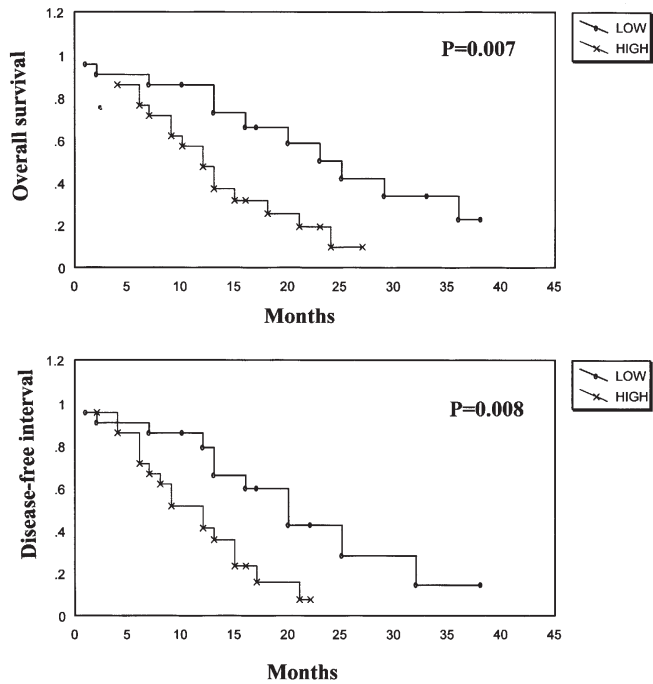 1.2
1
.8
.6
.4
.2
0
Overall survival
P=0.007
LOW
HIGH
0 5 10 15 20 25 30 35 40 45
Months
1.2
1
.8
.6
.4
.2
0
Disease-free interval
P=0.008
LOW
HIGH
0 5 10 15 20 25 30 35 40 45
Months